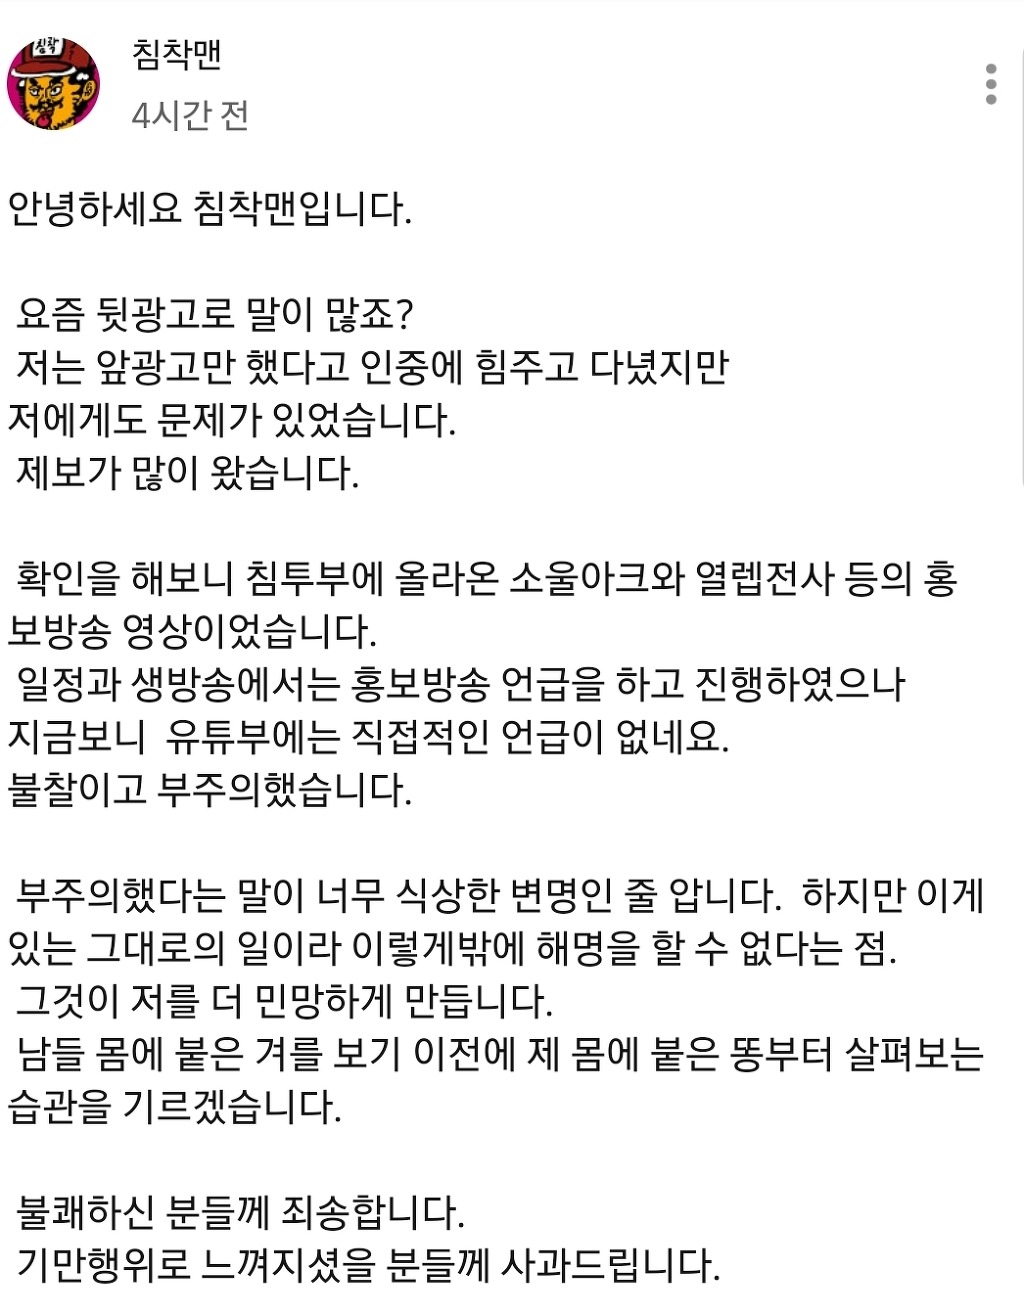 침착
침착맨
4시간 전
안녕하세요 침착맨입니다.
요즘 뒷광고로 말이 많죠?
저는 앞광고만 했다고 인중에 힘주고 다녔지만
저에게도 문제가 있었습니다.
제보가 많이 왔습니다.
확인을 해보니 침투부에 올라온 소울아크와 열렙전사 등의 홍
보방송 영상이었습니다.
일정과 생방송에서는 홍보방송 언급을 하고 진행하였으나
지금보니  유튜부에는 직접적인 언급이 없네요.
불찰이고 부주의했습니다.
부주의했다는 말이 너무 식상한 변명인 줄 압니다.  하지만 이게
있는 그대로의 일이라 이렇게밖에 해명을 할 수 없다는 점.
그것이 저를 더 민망하게 만듭니다.
남들 몸에 붙은 겨를 보기 이전에 제 몸에 붙은 똥부터 살펴보는
습관을 기르겠습니다.
불쾌하신 분들께 죄송합니다.
기만행위로 느껴지셨을 분들께 사과드립니다.